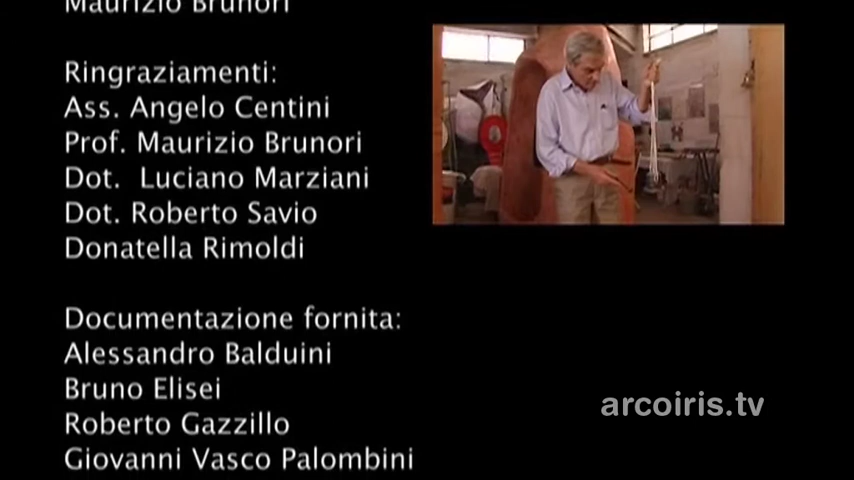 Maurizio Brunori
Ringraziamenti:
Ass. Angelo Centini
Prof. Maurizio Brunori
Dot. Luciano Marziani
Dot. Roberto Savio
Donatella Rimoldi
Documentazione fornita:
Alessandro Balduini
Bruno Elisei
Roberto Gazzillo
Giovanni Vasco Palombini
arcoiris.tv